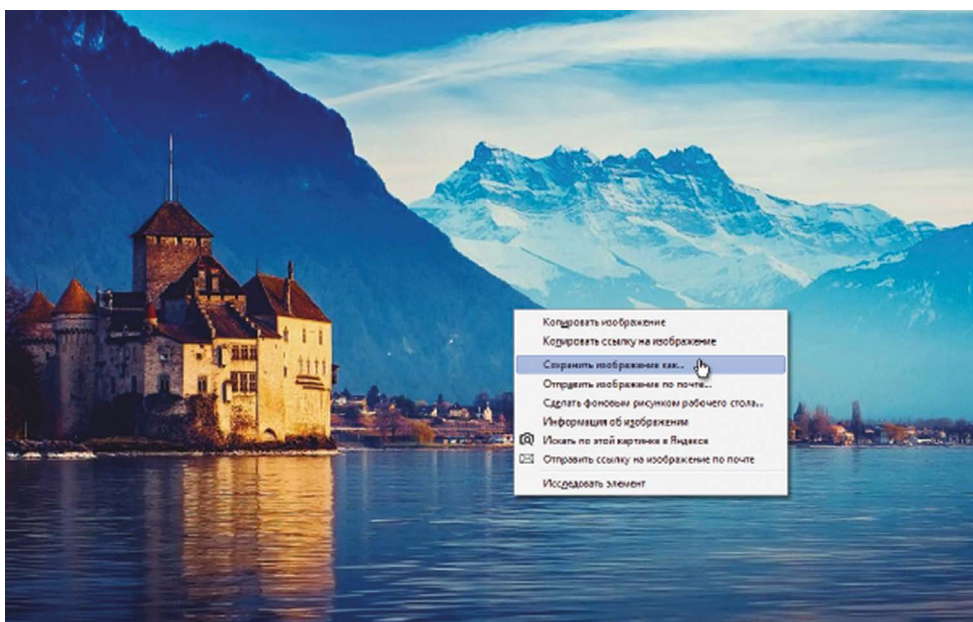 Копировать изображение
Копировать ссылку на изображение
Сохранить изображение как...
Отправить изображение по почте...
Сделать фоновым рисунком рабочего стола...
Информация об изображении
Искать по этой картинке в Яндексе
Отправить ссылку на изображение по почте
Исследовать элемент